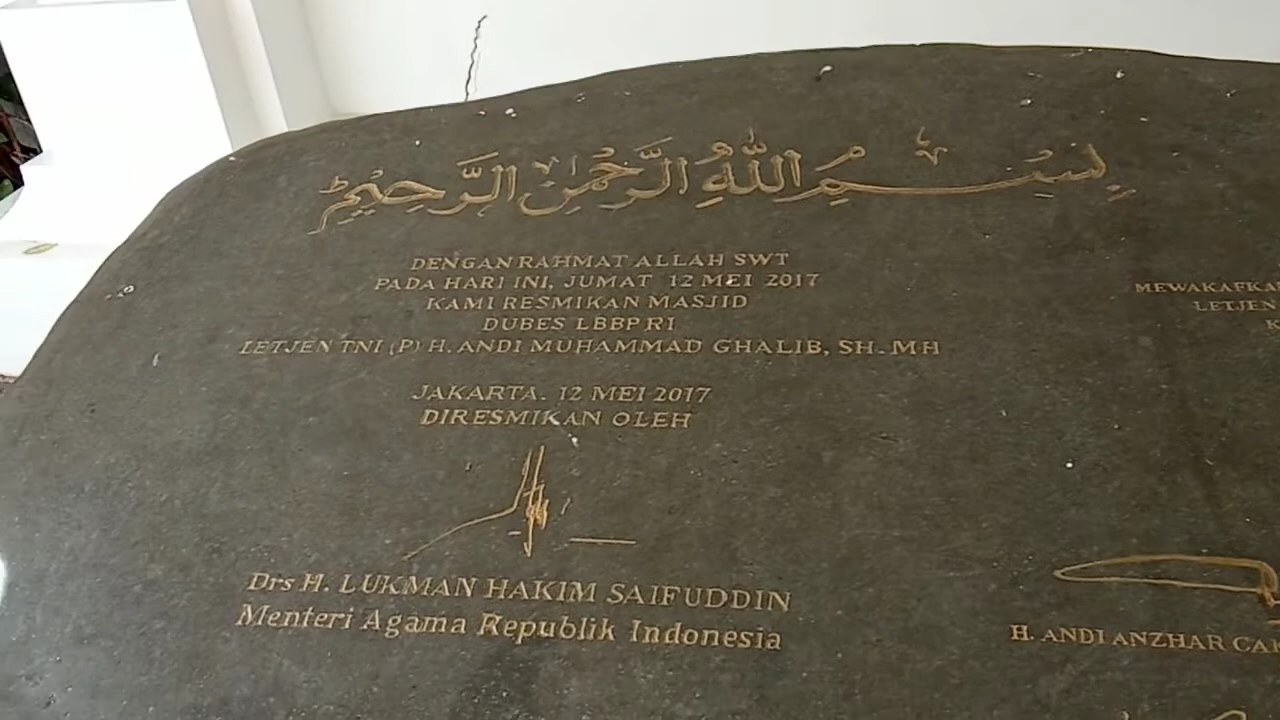 بِسْــــمِ اللهِ الرَّحْمٰنِ الرَّحِيْمِ
DENGAN RAHMAT ALLAH SWT
PADA HARI INI, JUMAT 12 MEI 2017
KAMI RESMIKAN MASJID
DUBES LBBP RI
LETJEN TNI (P) H. ANDI MUHAMMAD GHALIB, SH. MH
JAKARTA. 12 MEI 2017
DIRESMIKAN OLEH
Drs H. LUKMAN HAKIM SAIFUDDIN
Menteri Agama Republik Indonesia
LETJEN
H. ANDI ANZHAR